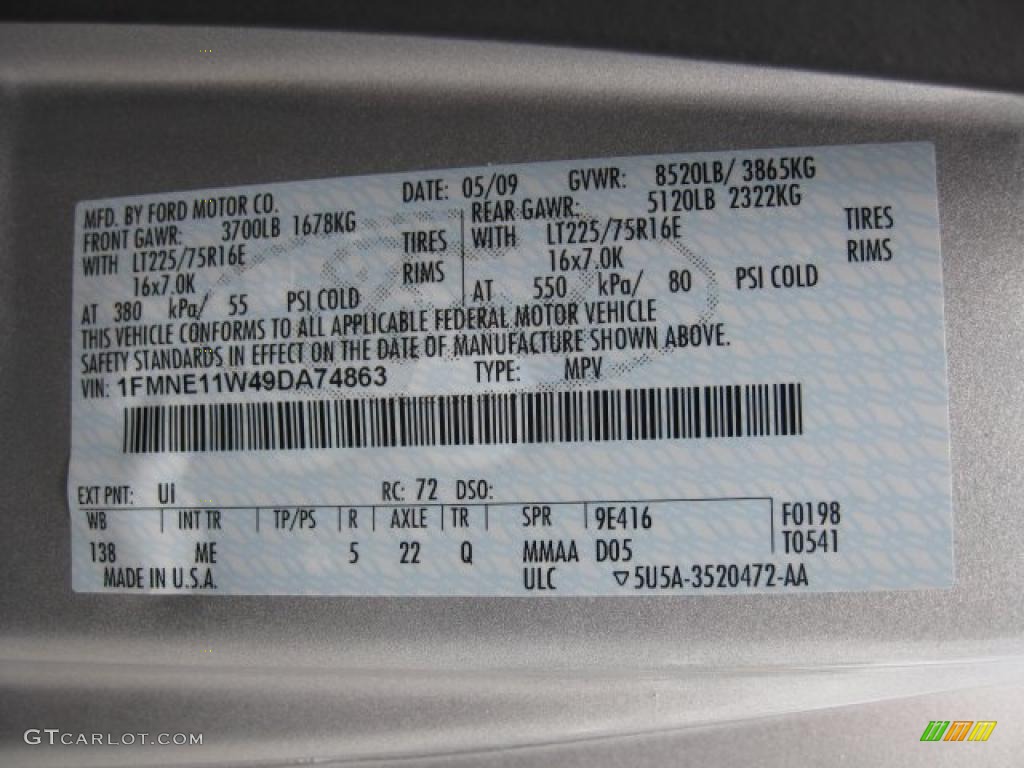 MFD. BY FORD MOTOR CO. DATE: 05/09 GVWR: 8520LB/ 3865KG
FRONT GAWR: 3700LB 1678KG REAR GAWR: 5120LB 2322KG
WITH LT225/75R16E TIRES WITH LT225/75R16E TIRES
16x7.0K RIMS 16x7.0K RIMS
AT 380 kPa/ 55 PSI COLD AT 550 kPa/ 80 PSI COLD
THIS VEHICLE CONFORMS TO ALL APPLICABLE FEDERAL MOTOR VEHICLE
SAFETY STANDARDS IN EFFECT ON THE DATE OF MANUFACTURE SHOWN ABOVE.
VIN: 1FMNE11W49DA74863 TYPE: MPV
EXT PNT: UI RC: 72 DSO:
WB INT TR TP/PS R AXLE TR SPR 9E416 F0198
138 ME 5 22 Q MMAA D05 T0541
MADE IN U.S.A. ULC ▽5U5A-3520472-AA
GTCARLOT.COM